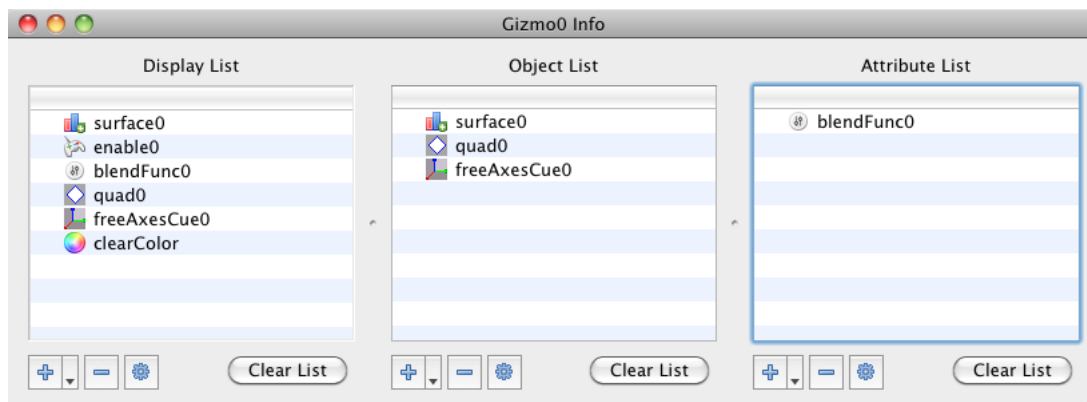 Gizmo0 Info
Display List
surface0
enable0
blendFunc0
quad0
freeAxesCue0
clearColor
Clear List
Object List
surface0
quad0
freeAxesCue0
Clear List
Attribute List
blendFunc0
Clear List